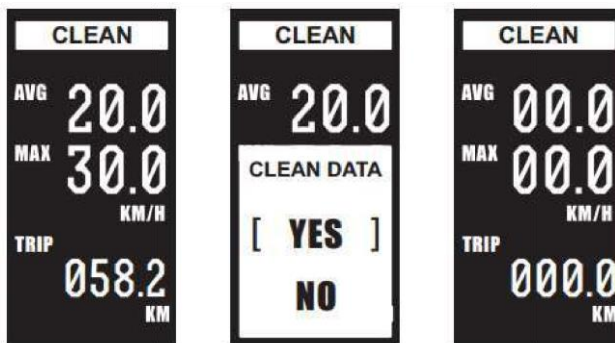 CLEAN
AVG 20.0
MAX 30.0
KM/H
TRIP
058.2
KM
CLEAN
AVG 20.0
CLEAN DATA
[ YES ]
NO
CLEAN
AVG 00.0
MAX 00.0
KM/H
TRIP
000.0
KM